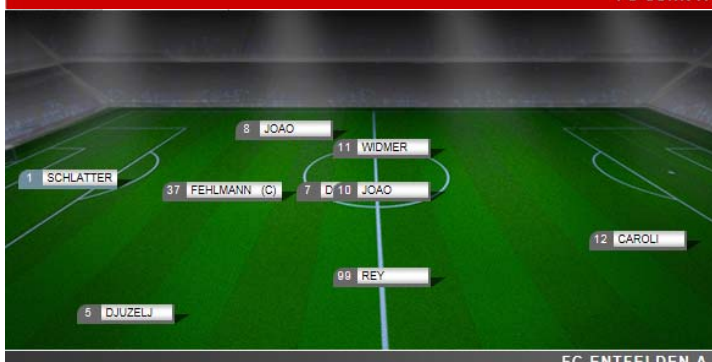 8 JOAO
11 WIDMER
1 SCHLATTER
37 FEHLMANN (C)
7
10 JOAO
12 CAROLI
99 REY
5 DJUZELJ
FC ENTFELDEN A